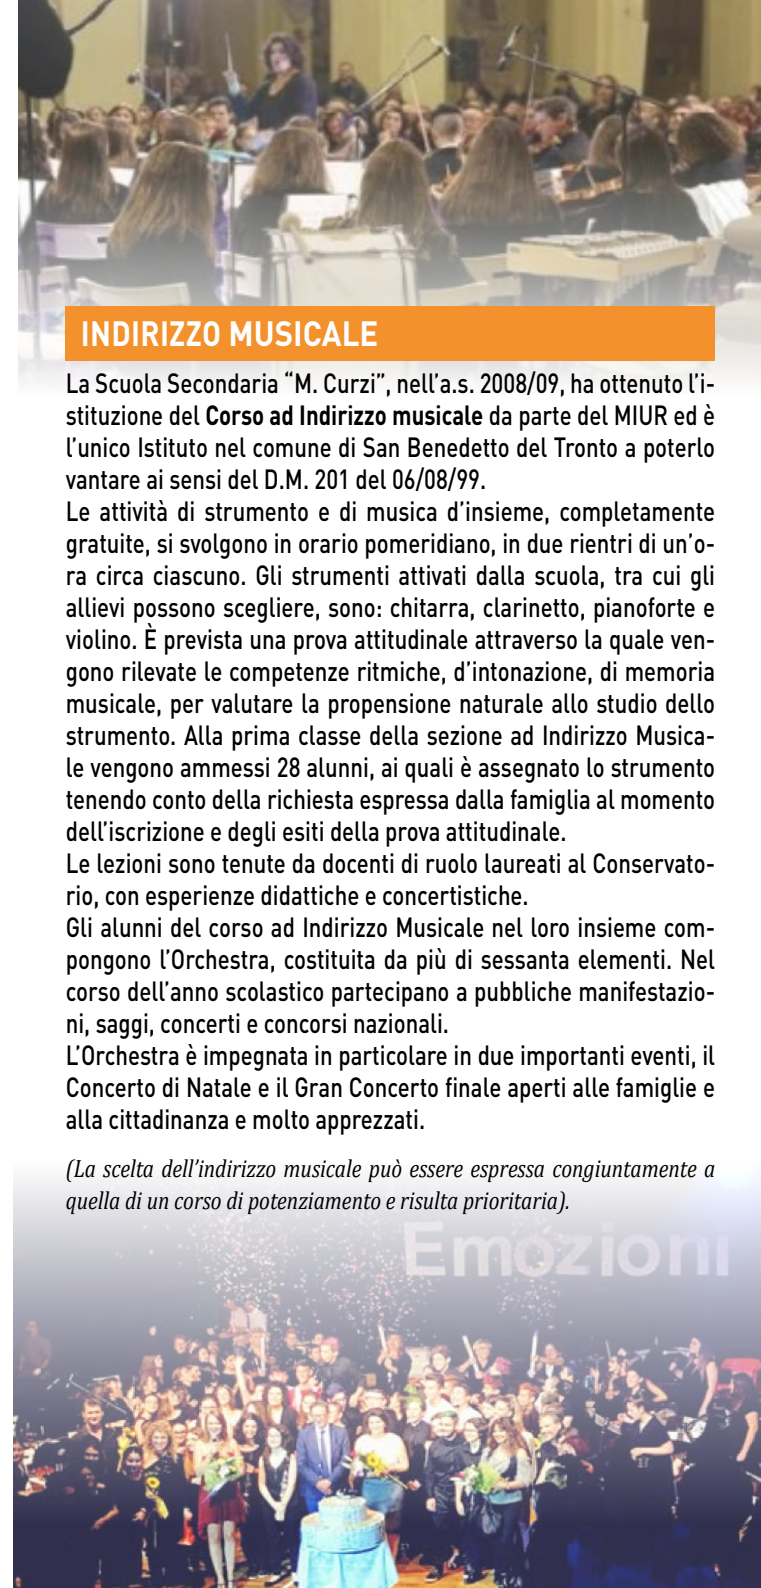 INDIRIZZO MUSICALE
La Scuola Secondaria “M. Curzi”, nell’a.s. 2008/09, ha ottenuto l’i-
stituzione del Corso ad Indirizzo musicale da parte del MIUR ed è
l’unico Istituto nel comune di San Benedetto del Tronto a poterlo
vantare ai sensi del D.M. 201 del 06/08/99.
Le attività di strumento e di musica d’insieme, completamente
gratuite, si svolgono in orario pomeridiano, in due rientri di un’o-
ra circa ciascuno. Gli strumenti attivati dalla scuola, tra cui gli
allievi possono scegliere, sono: chitarra, clarinetto, pianoforte e
violino. È prevista una prova attitudinale attraverso la quale ven-
gono rilevate le competenze ritmiche, d’intonazione, di memoria
musicale, per valutare la propensione naturale allo studio dello
strumento. Alla prima classe della sezione ad Indirizzo Musica-
le vengono ammessi 28 alunni, ai quali è assegnato lo strumento
tenendo conto della richiesta espressa dalla famiglia al momento
dell’iscrizione e degli esiti della prova attitudinale.
Le lezioni sono tenute da docenti di ruolo laureati al Conservato-
rio, con esperienze didattiche e concertistiche.
Gli alunni del corso ad Indirizzo Musicale nel loro insieme com-
pongono l’Orchestra, costituita da più di sessanta elementi. Nel
corso dell’anno scolastico partecipano a pubbliche manifestazio-
ni, saggi, concerti e concorsi nazionali.
L’Orchestra è impegnata in particolare in due importanti eventi, il
Concerto di Natale e il Gran Concerto finale aperti alle famiglie e
alla cittadinanza e molto apprezzati.
(La scelta dell’indirizzo musicale può essere espressa congiuntamente a
quella di un corso di potenziamento e risulta prioritaria).
Emozioni